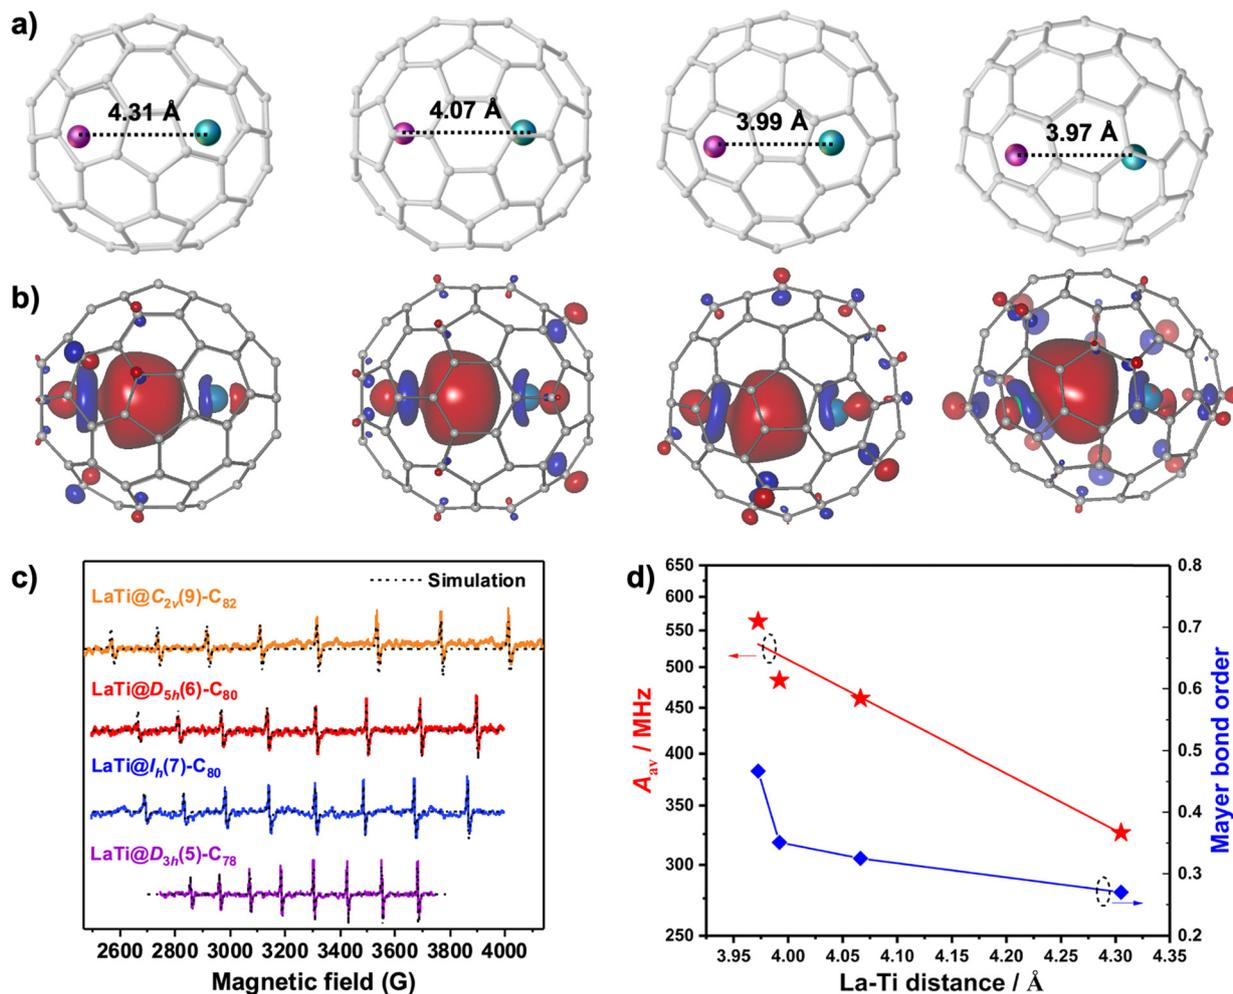 a)
4.31 Å
4.07 Å
3.99 Å
3.97 Å
b)
c)
Simulation
LaTi@C2v(9)-C82
LaTi@D5h(6)-C80
LaTi@Ih(7)-C80
LaTi@D3h(5)-C78
2600 2800 3000 3200 3400 3600 3800 4000
Magnetic field (G)
d)
650
600
550
500
450
400
350
300
250
Aav / MHz
0.8
0.7
0.6
0.5
0.4
0.3
0.2
Mayer bond order
3.95 4.00 4.05 4.10 4.15 4.20 4.25 4.30 4.35
La-Ti distance / Å